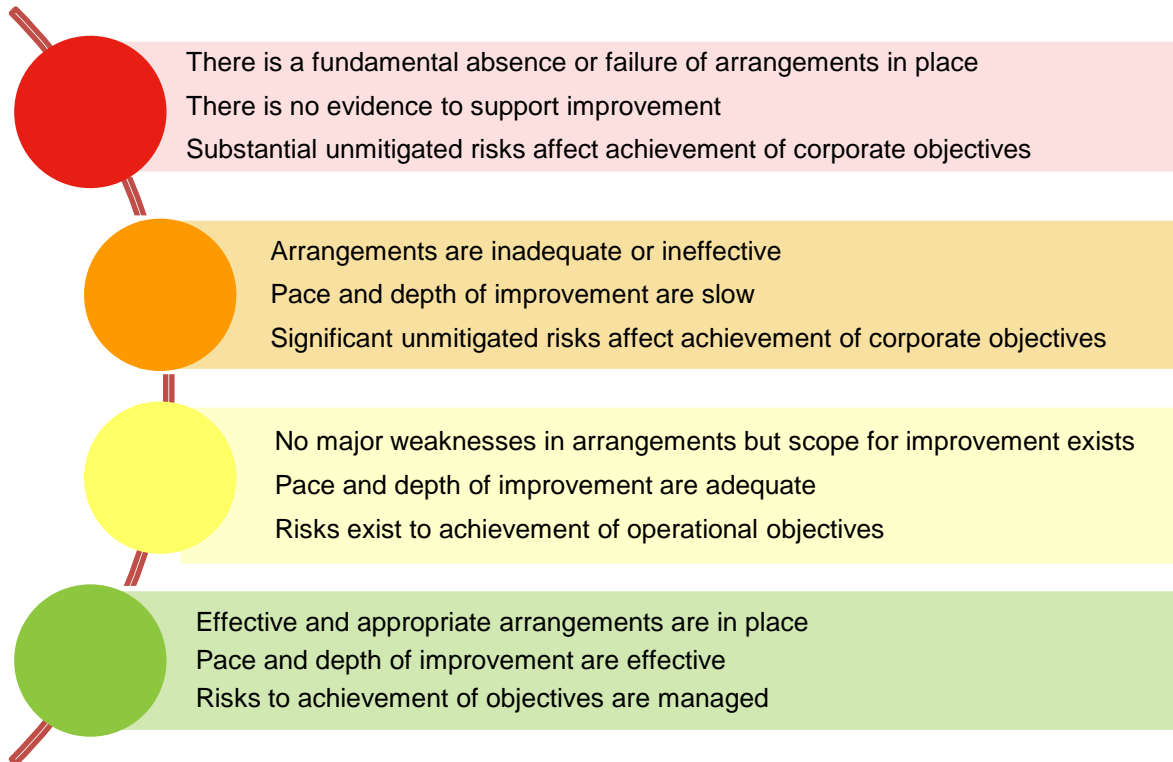 There is a fundamental absence or failure of arrangements in place
There is no evidence to support improvement
Substantial unmitigated risks affect achievement of corporate objectives
Arrangements are inadequate or ineffective
Pace and depth of improvement are slow
Significant unmitigated risks affect achievement of corporate objectives
No major weaknesses in arrangements but scope for improvement exists
Pace and depth of improvement are adequate
Risks exist to achievement of operational objectives
Effective and appropriate arrangements are in place
Pace and depth of improvement are effective
Risks to achievement of objectives are managed